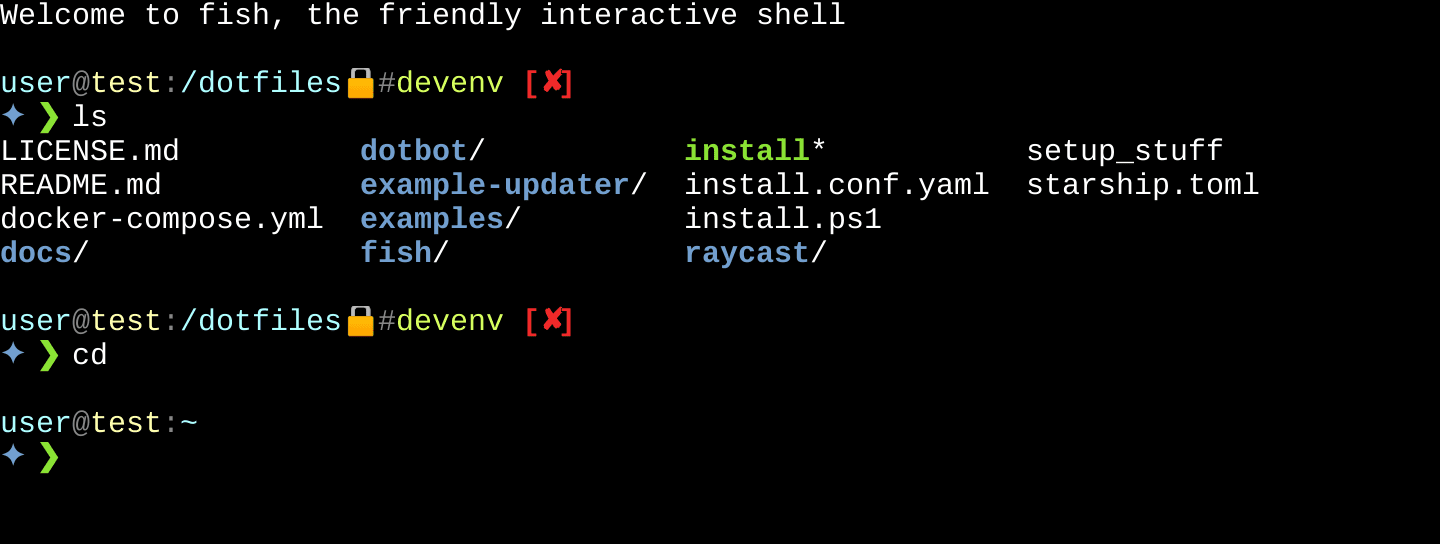 Welcome to fish, the friendly interactive shell
user@test:/dotfiles🔒#devenv [✘]
✦ ❯ ls
LICENSE.md          dotbot/           install*            setup_stuff
README.md           example-updater/  install.conf.yaml  starship.toml
docker-compose.yml  examples/         install.ps1
docs/               fish/             raycast/
user@test:/dotfiles🔒#devenv [✘]
✦ ❯ cd
user@test:~
✦ ❯